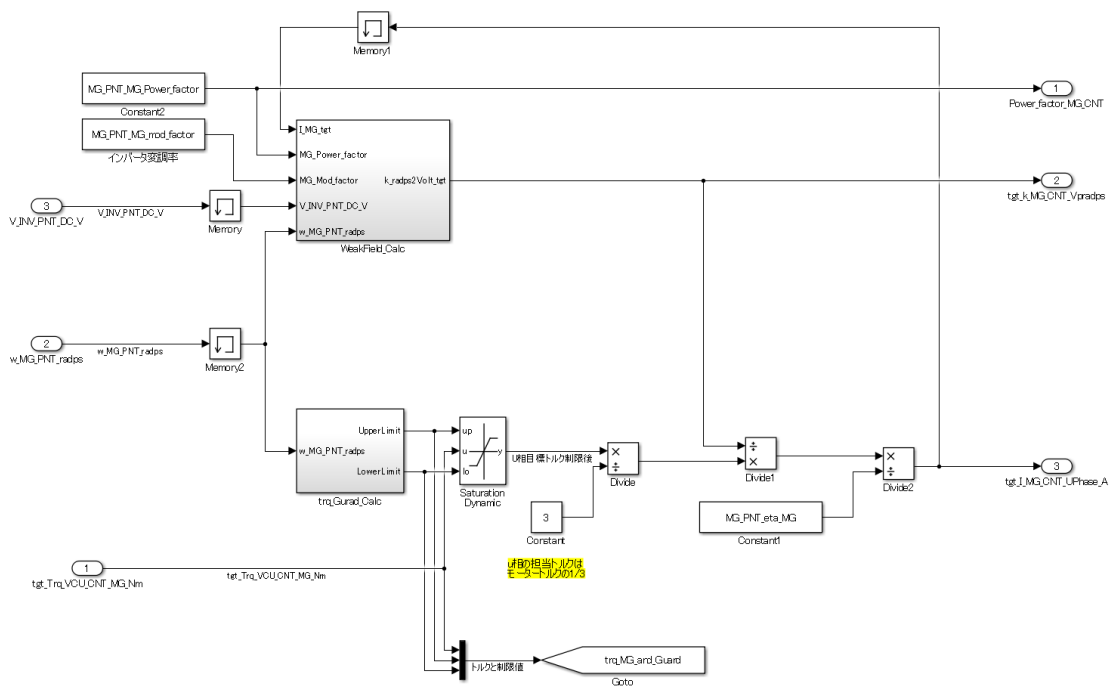 Memory1
MG_PNT_MG_Power_factor
Constant2
1
Power_factor_MG_CNT
MG_PNT_MG_mod_factor
インバータ変調率
I_MG_tgt
MG_Power_factor
MG_Mod_factor
k_radps2Volt_tgt
V_INV_PNT_DC_V
w_MG_PNT_radps
WeakField_Calc
2
tgt_k_MG_CNT_Vpradps
3
V_INV_PNT_DC_V
V_INV_PNT_DC_V
Memory
2
w_MG_PNT_radps
w_MG_PNT_radps
Memory2
w_MG_PNT_radps
UpperLimit
LowerLimit
trq_Gurad_Calc
up
u
lo
y
Saturation
Dynamic
U相目標トルク制限後
×
÷
Divide
3
Constant
u相の担当トルクは
モータートルクの1/3
÷
×
Divide1
×
÷
Divide2
MG_PNT_eta_MG
Constant1
3
tgt_I_MG_CNT_UPhase_A
1
tgt_Trq_VCU_CNT_MG_Nm
tgt_Trq_VCU_CNT_MG_Nm
トルクと制限値
trq_MG_and_Guard
Goto